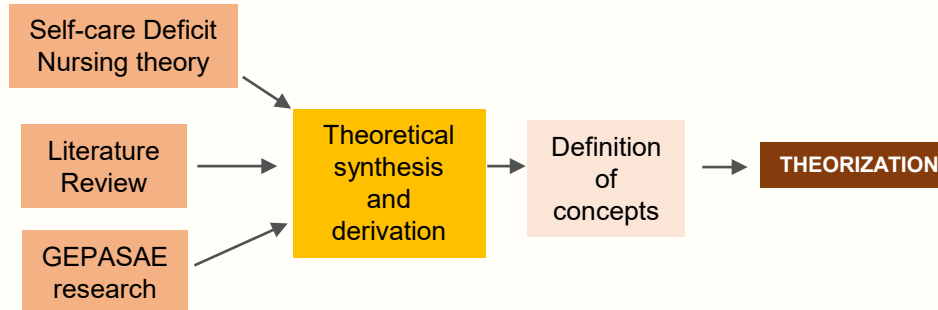 Self-care Deficit
Nursing theory
Literature
Review
GEPASAE
research
Theoretical
synthesis
and
derivation
Definition
of
concepts
THEORIZATION